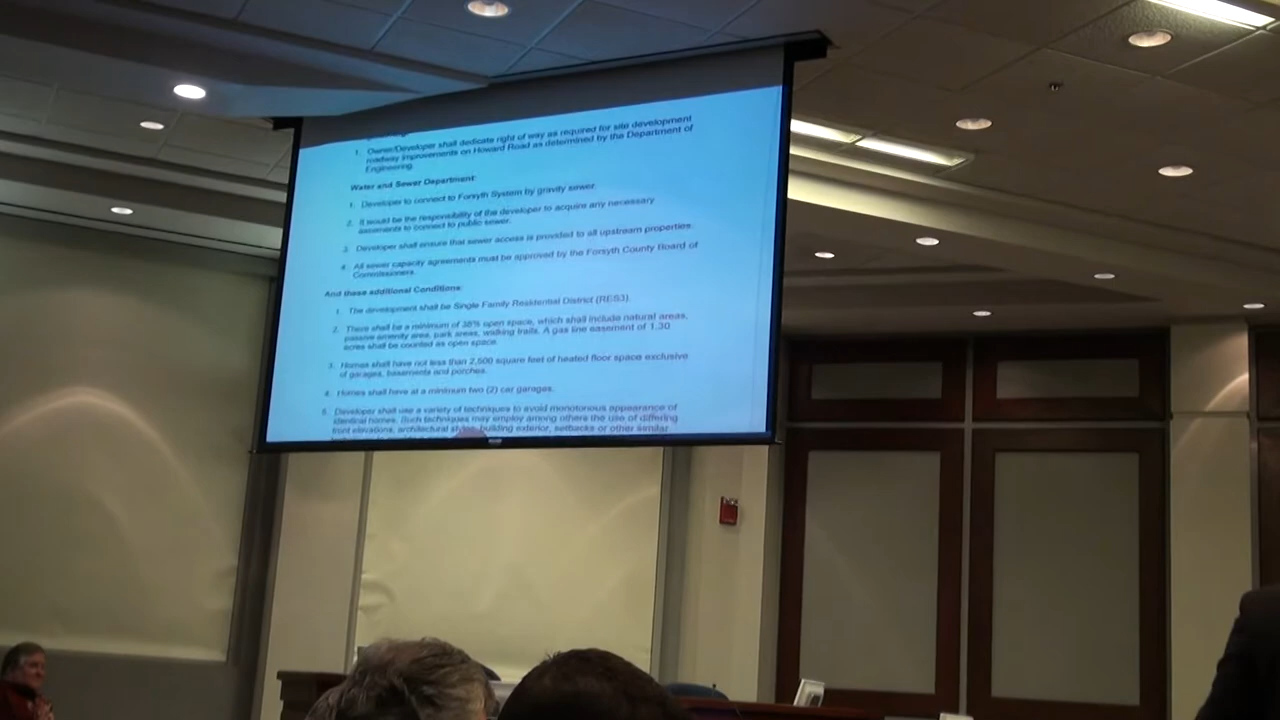 1. Owner/Developer shall dedicate right of way as required for site development
roadway improvements on Howard Road as determined by the Department of
Engineering.
Water and Sewer Department:
1. Developer to connect to Forsyth System by gravity sewer.
2. It would be the responsibility of the developer to acquire any necessary
easements to connect to public sewer.
3. Developer shall ensure that sewer access is provided to all upstream properties.
4. All sewer capacity agreements must be approved by the Forsyth County Board of
Commissioners.
And these additional Conditions:
1. The development shall be Single Family Residential District (RES3).
2. There shall be a minimum of 38% open space, which shall include natural areas,
passive amenity area, park areas, walking trails. A gas line easement of 1.30
acres shall be counted as open space.
3. Homes shall have not less than 2,500 square feet of heated floor space exclusive
of garages, basements and porches.
4. Homes shall have at a minimum two (2) car garages.
5. Developer shall use a variety of techniques to avoid monotonous appearance of
identical homes. Such techniques may employ among others the use of differing
front elevations, architectural styles, building exterior, setbacks or other similar